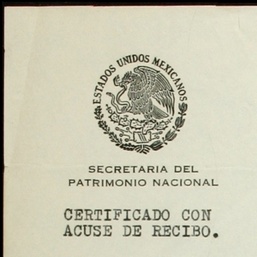 ESTADOS UNIDOS MEXICANOS
SECRETARIA DEL
PATRIMONIO NACIONAL
CERTIFICADO CON
ACUSE DE RECIBO.